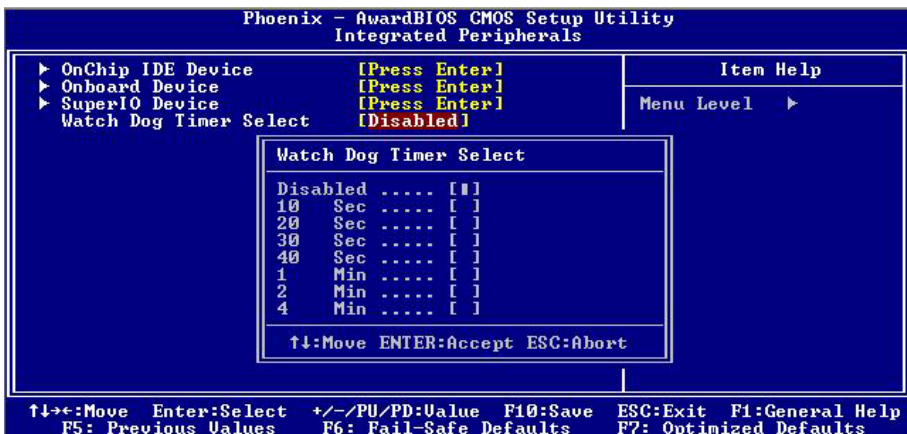 Phoenix - AwardBIOS CMOS Setup Utility
Integrated Peripherals
▶ OnChip IDE Device [Press Enter]
▶ Onboard Device [Press Enter]
▶ SuperIO Device [Press Enter]
Watch Dog Timer Select [Disabled]
Item Help
Menu Level ▶
Watch Dog Timer Select
Disabled ..... [▮]
10 Sec ..... [ ]
20 Sec ..... [ ]
30 Sec ..... [ ]
40 Sec ..... [ ]
1 Min ..... [ ]
2 Min ..... [ ]
4 Min ..... [ ]
↑↓:Move ENTER:Accept ESC:Abort
↑↓→←:Move Enter:Select +/-/PU/PD:Value F10:Save ESC:Exit F1:General Help
F5: Previous Values F6: Fail-Safe Defaults F7: Optimized Defaults